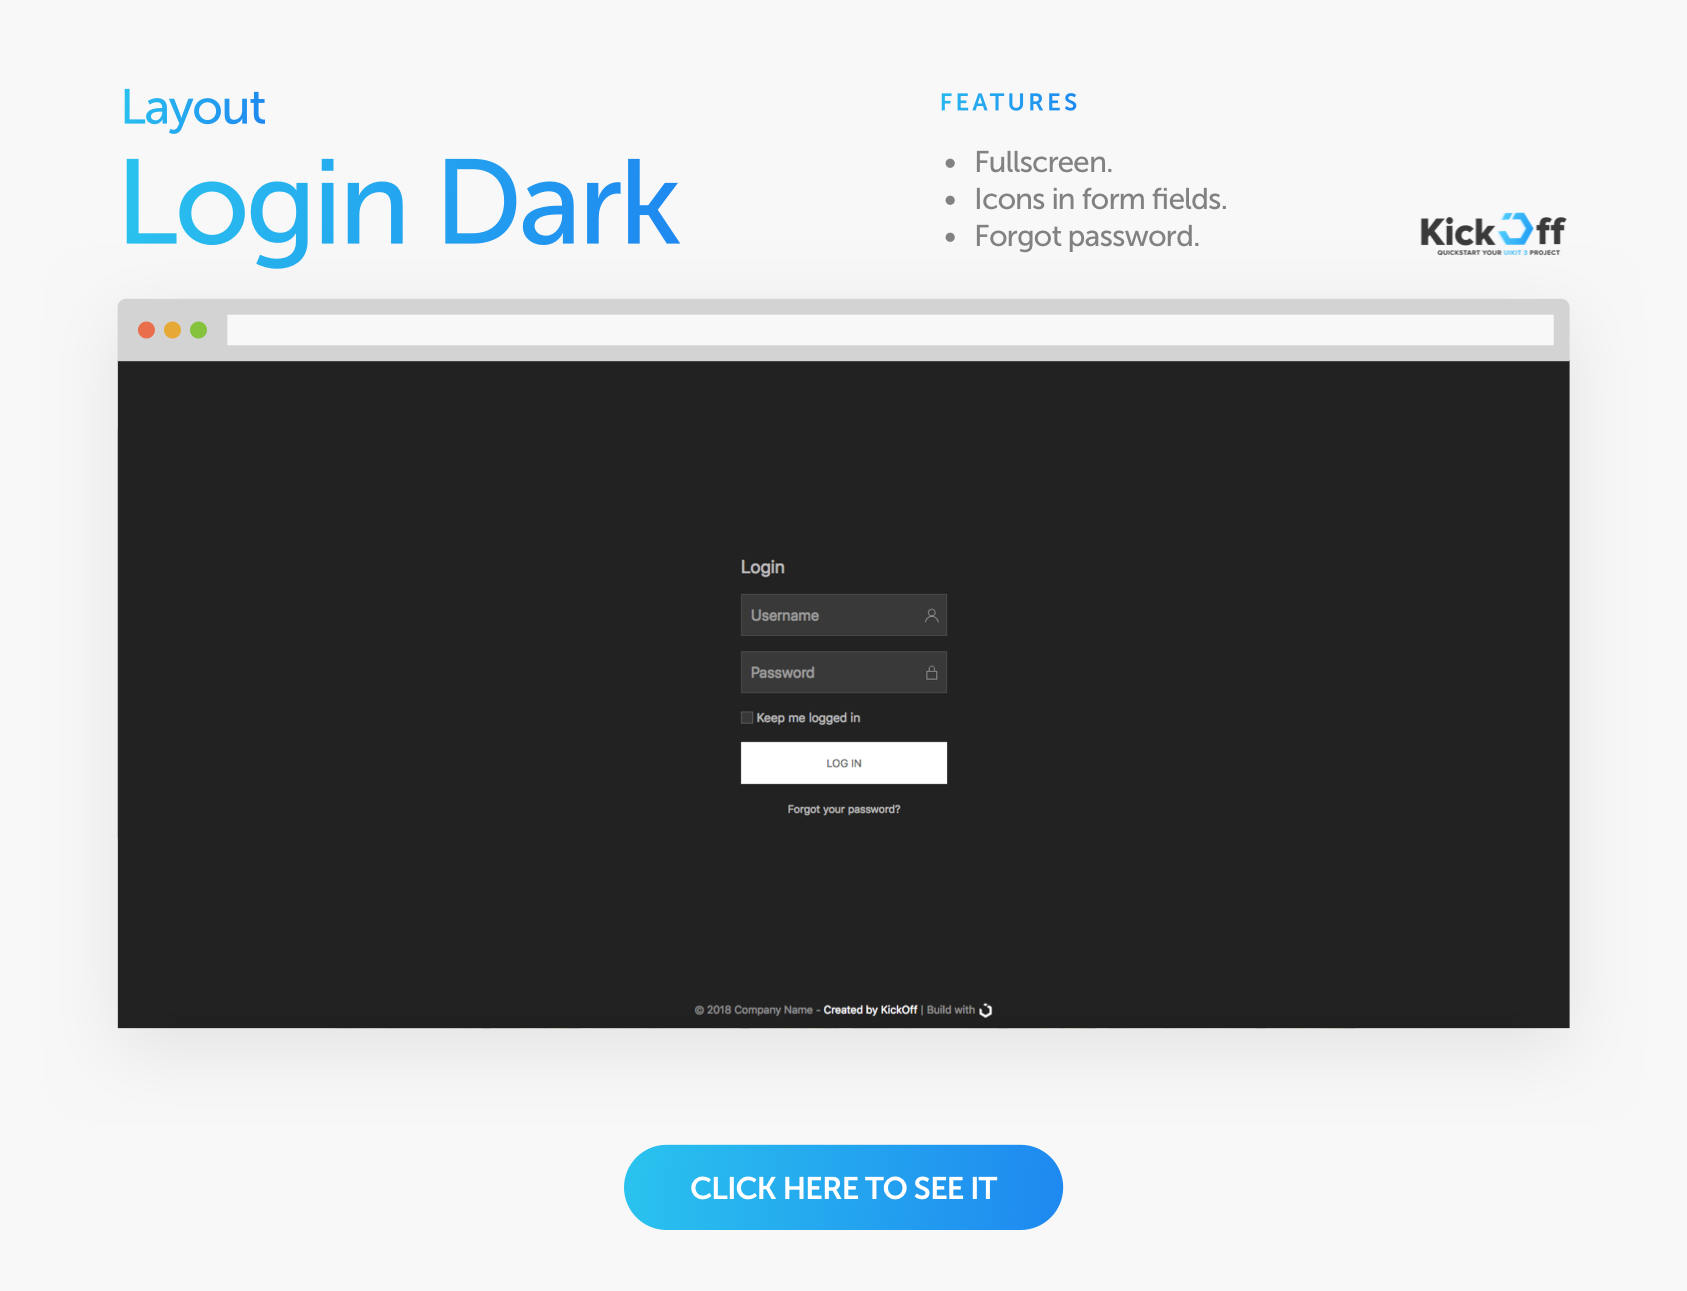 Layout
Login Dark
FEATURES
• Fullscreen.
• Icons in form fields.
• Forgot password.
KickOff
QUICKSTART YOUR UIKIT 3 PROJECT
Login
Username
Password
Keep me logged in
LOG IN
Forgot your password?
© 2018 Company Name - Created by KickOff | Build with
CLICK HERE TO SEE IT